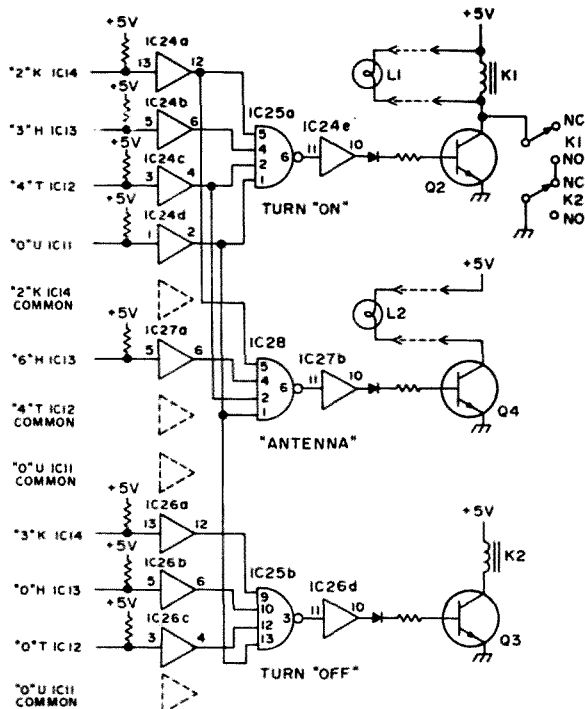 +5V
IC24a
"2"K IC14
13
12
+5V
IC24b
"3"H IC13
5
6
+5V
IC24c
"4"T IC12
3
4
+5V
IC24d
"0"U IC11
1
2
IC25a
5
4
2
1
6
TURN "ON"
IC24e
11
10
+5V
L1
K1
Q2
NC
K1
NO
NC
K2
NO
"2"K IC14
COMMON
+5V
IC27a
"6"H IC13
5
6
"4"T IC12
COMMON
"0"U IC11
COMMON
IC28
5
4
2
1
6
"ANTENNA"
IC27b
11
10
+5V
L2
Q4
+5V
IC26a
"3"K IC14
13
12
+5V
IC26b
"0"H IC13
5
6
+5V
IC26c
"0"T IC12
3
4
"0"U IC11
COMMON
IC25b
9
10
12
13
3
TURN "OFF"
IC26d
11
10
+5V
K2
Q3